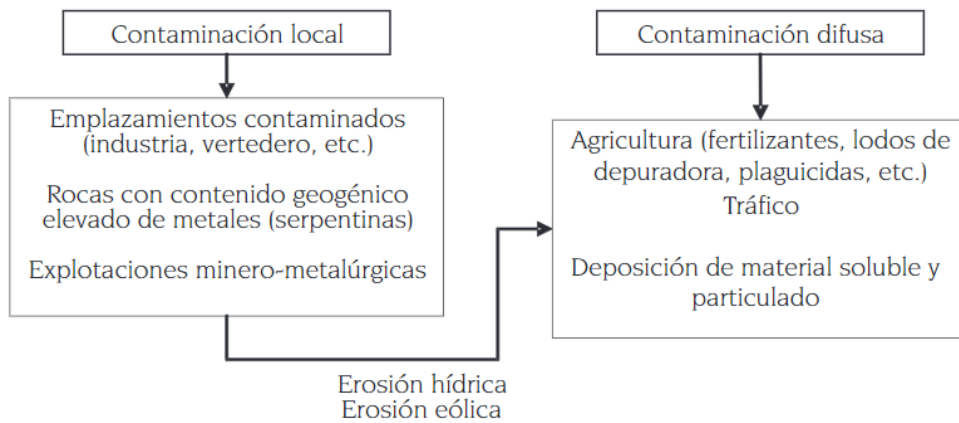 Contaminación local
Emplazamientos contaminados
(industria, vertedero, etc.)
Rocas con contenido geogénico
elevado de metales (serpentinas)
Explotaciones minero-metalúrgicas
Contaminación difusa
Agricultura (fertilizantes, lodos de
depuradora, plaguicidas, etc.)
Tráfico
Deposición de material soluble y
particulado
Erosión hídrica
Erosión eólica